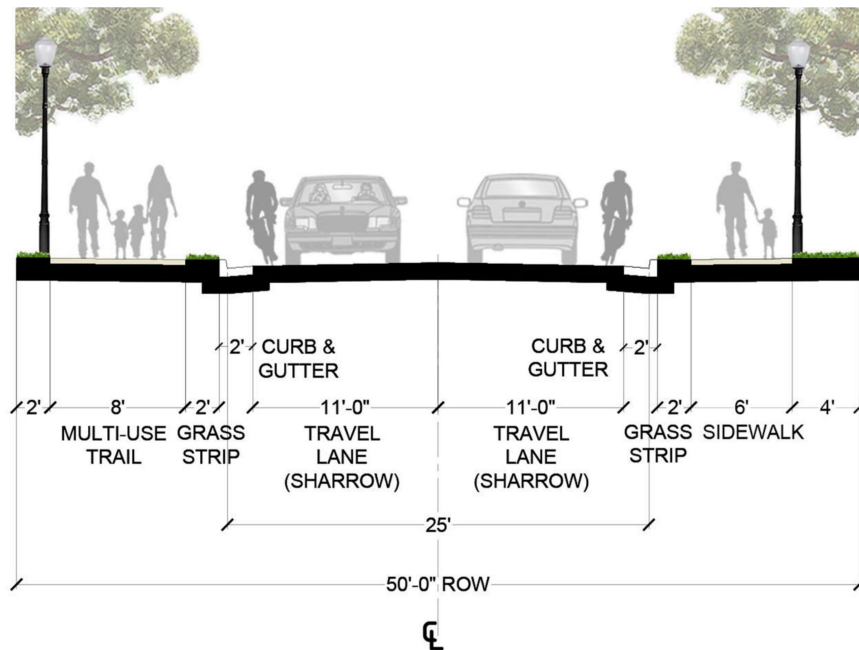 2'
CURB &
GUTTER
CURB &
GUTTER
2'
2'
8'
2'
11'-0"
11'-0"
2'
6'
4'
MULTI-USE
TRAIL
GRASS
STRIP
TRAVEL
LANE
(SHARROW)
TRAVEL
LANE
(SHARROW)
GRASS
STRIP
SIDEWALK
25'
50'-0" ROW
CL